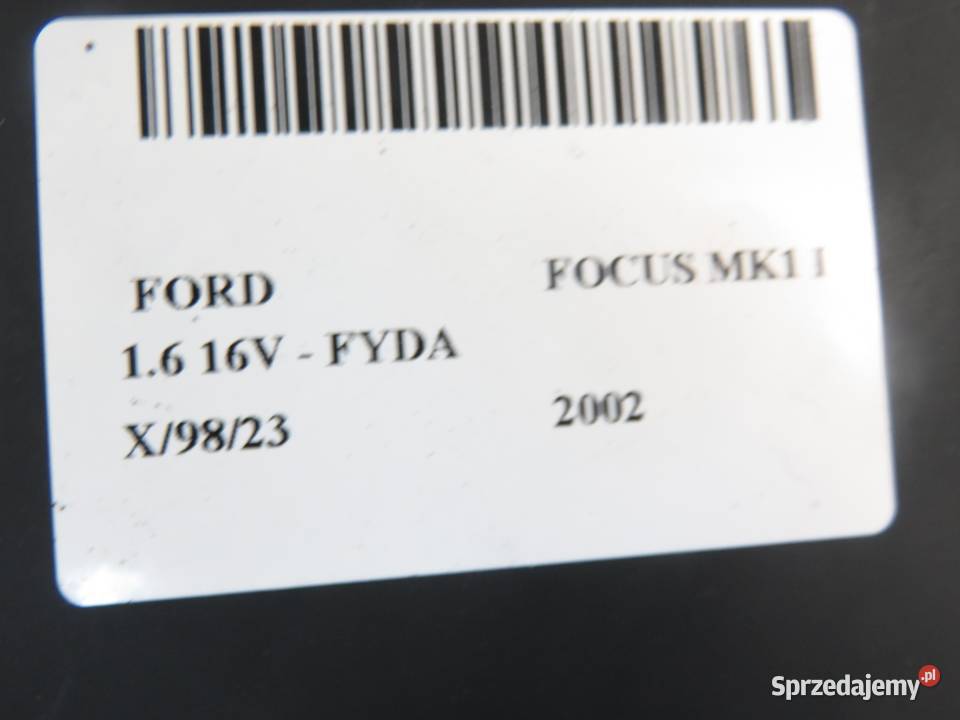 FORD FOCUS MK1 I
1.6 16V - FYDA
X/98/23 2002
Sprzedajemy.pl